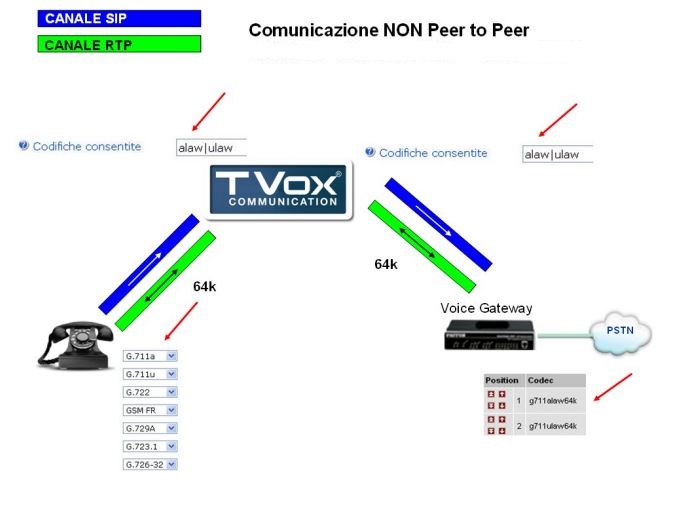 CANALE SIP
CANALE RTP
Comunicazione NON Peer to Peer
Codifiche consentite
alaw|ulaw
Codifiche consentite
alaw|ulaw
TVox®
COMMUNICATION
64k
64k
Voice Gateway
PSTN
G.711a
G.711u
G.722
GSM FR
G.729A
G.723.1
G.726-32
Position Codec
1 g711alaw64k
2 g711ulaw64k